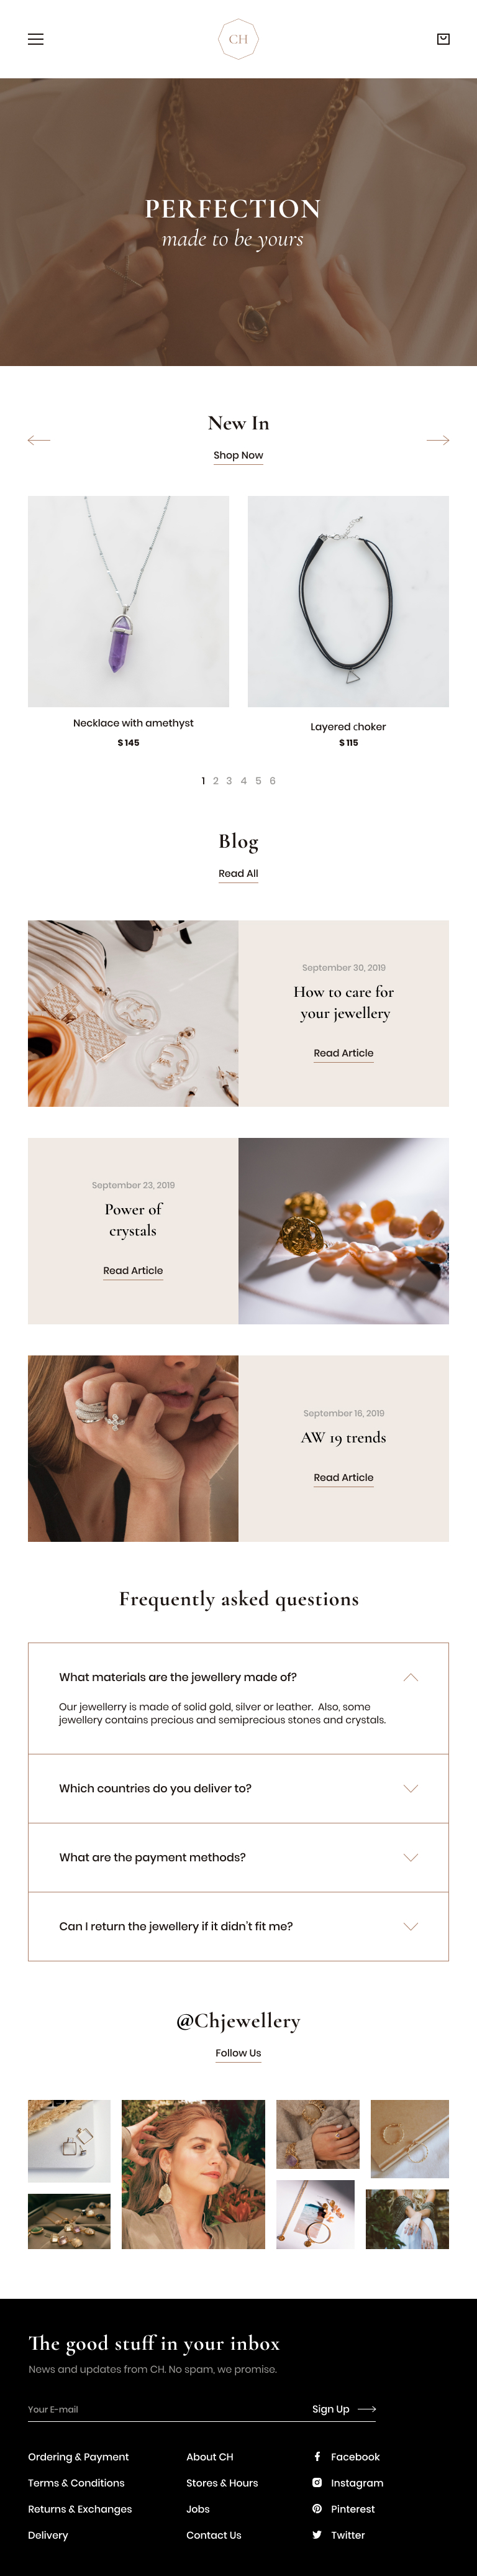 CH
PERFECTION
made to be yours
New In
Shop Now
Necklace with amethyst
$ 145
Layered choker
$ 115
1 2 3 4 5 6
Blog
Read All
September 30, 2019
How to care for
your jewellery
Read Article
September 23, 2019
Power of
crystals
Read Article
September 16, 2019
AW 19 trends
Read Article
Frequently asked questions
What materials are the jewellery made of?
Our jewellerry is made of solid gold, silver or leather. Also, some
jewellery contains precious and semiprecious stones and crystals.
Which countries do you deliver to?
What are the payment methods?
Can I return the jewellery if it didn't fit me?
@Chjewellery
Follow Us
The good stuff in your inbox
News and updates from CH. No spam, we promise.
Your E-mail
Sign Up
Ordering & Payment
Terms & Conditions
Returns & Exchanges
Delivery
About CH
Stores & Hours
Jobs
Contact Us
Facebook
Instagram
Pinterest
Twitter